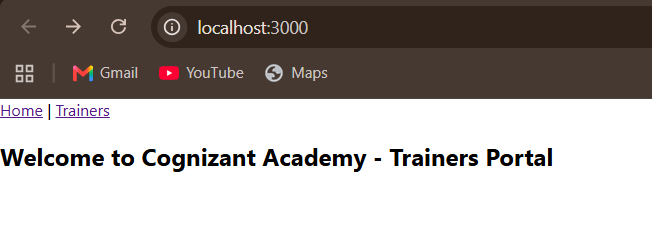 localhost:3000
Gmail YouTube Maps
Home | Trainers
Welcome to Cognizant Academy - Trainers Portal